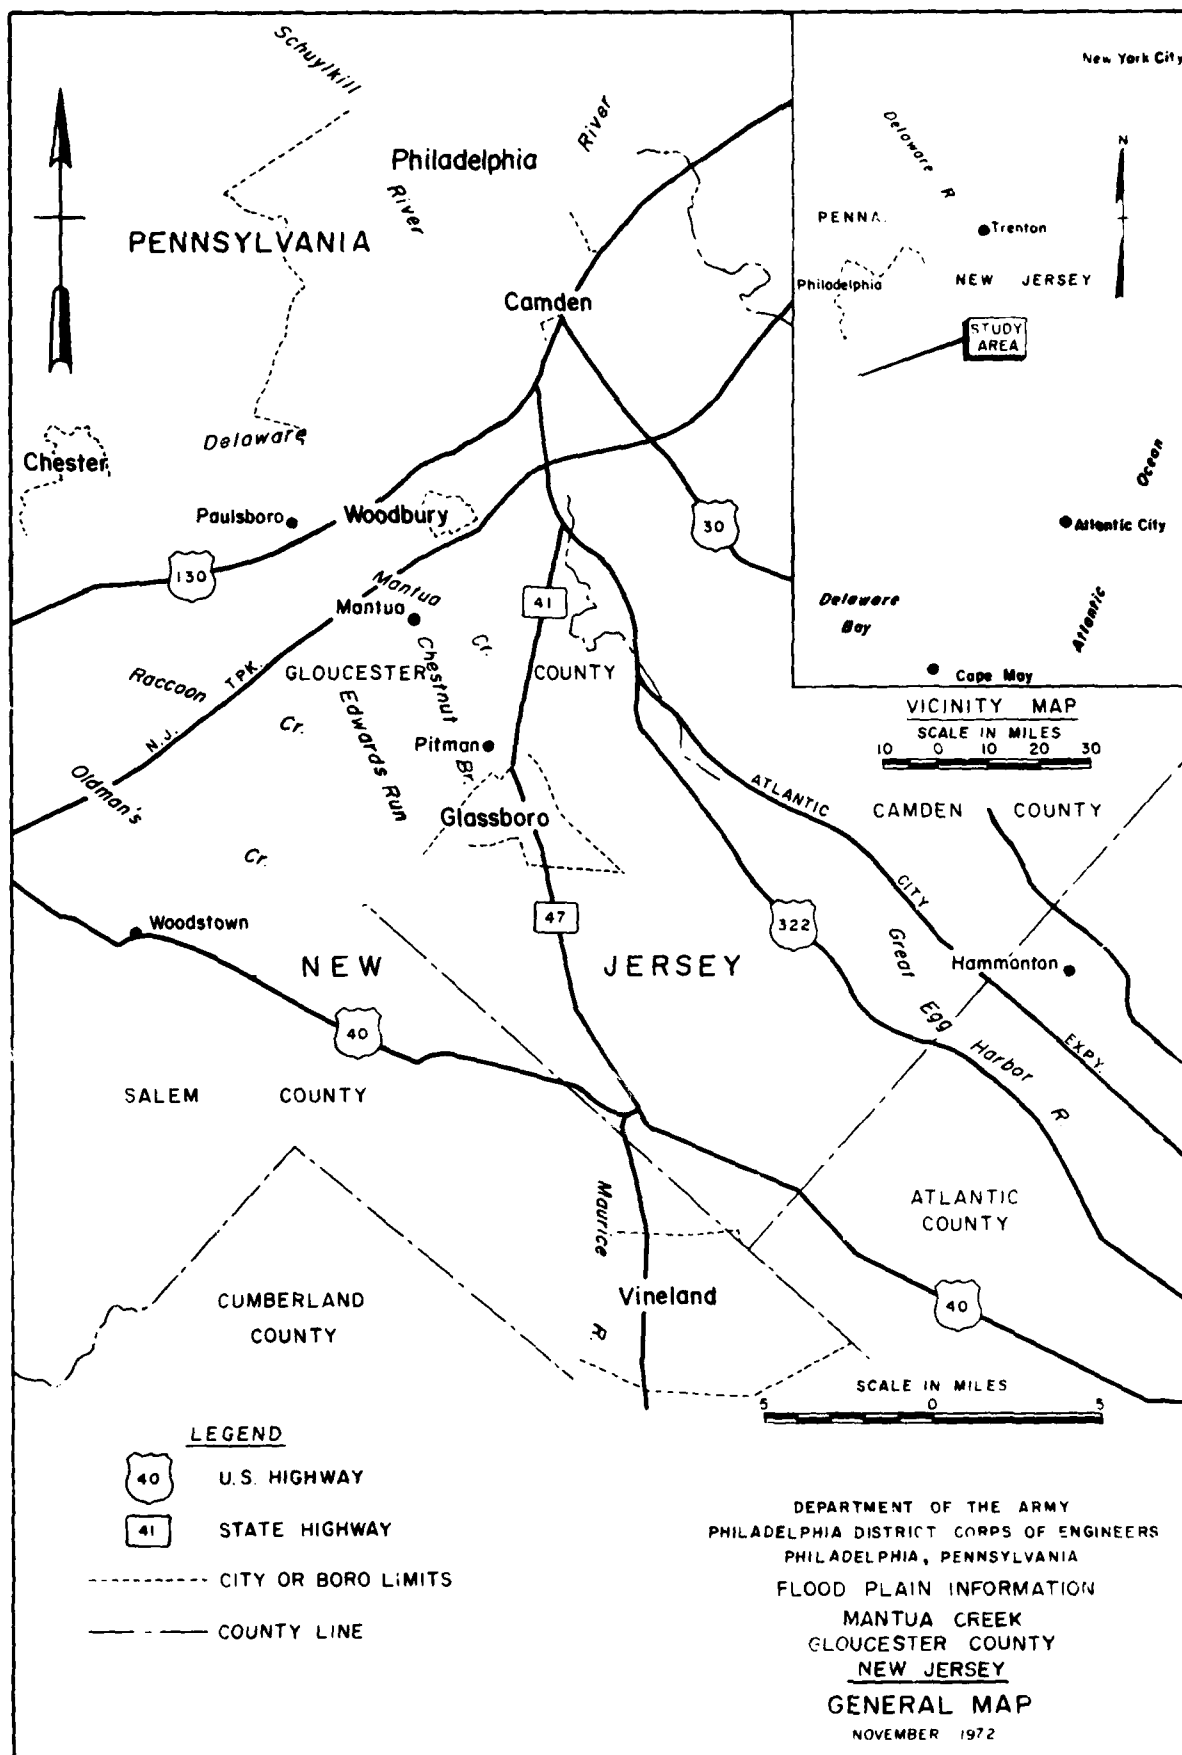 Schuylkill
River
Philadelphia
River
PENNSYLVANIA
Camden
Delaware
Chester
Paulsboro
Woodbury
130
30
Mantua
Mantua
Cr.
41
Raccoon
N.J. TPK.
GLOUCESTER COUNTY
Chestnut
Br.
Cr.
Edwards Run
Pitman
Oldman's
Cr.
Glassboro
ATLANTIC
CITY
EXPY.
CAMDEN COUNTY
Woodstown
47
322
NEW JERSEY
Great
Egg
Harbor
R.
Hammonton
40
SALEM COUNTY
Maurice
R.
ATLANTIC
COUNTY
Vineland
CUMBERLAND
COUNTY
40
New York City
Delaware R
N
PENNA.
Trenton
Philadelphia
NEW JERSEY
STUDY
AREA
Ocean
Atlantic City
Delaware
Bay
Atlantic
Cape May
VICINITY MAP
SCALE IN MILES
10 0 10 20 30
SCALE IN MILES
5 0 5
LEGEND
40 U.S. HIGHWAY
41 STATE HIGHWAY
CITY OR BORO LIMITS
COUNTY LINE
DEPARTMENT OF THE ARMY
PHILADELPHIA DISTRICT CORPS OF ENGINEERS
PHILADELPHIA, PENNSYLVANIA
FLOOD PLAIN INFORMATION
MANTUA CREEK
GLOUCESTER COUNTY
NEW JERSEY
GENERAL MAP
NOVEMBER 1972